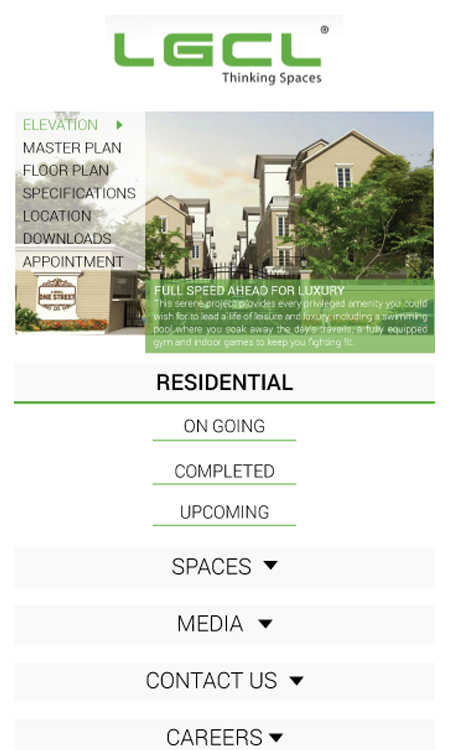 LGCL®
Thinking Spaces
ELEVATION
MASTER PLAN
FLOOR PLAN
SPECIFICATIONS
LOCATION
DOWNLOADS
APPOINTMENT
LGCL
ONE STREET
FULL SPEED AHEAD FOR LUXURY
This serene project provides every privileged amenity you could
wish for to lead a life of leisure and luxury, including a swimming
pool where you soak away the day's travails, a fully equipped
gym and indoor games to keep you fighting fit.
RESIDENTIAL
ON GOING
COMPLETED
UPCOMING
SPACES
MEDIA
CONTACT US
CAREERS